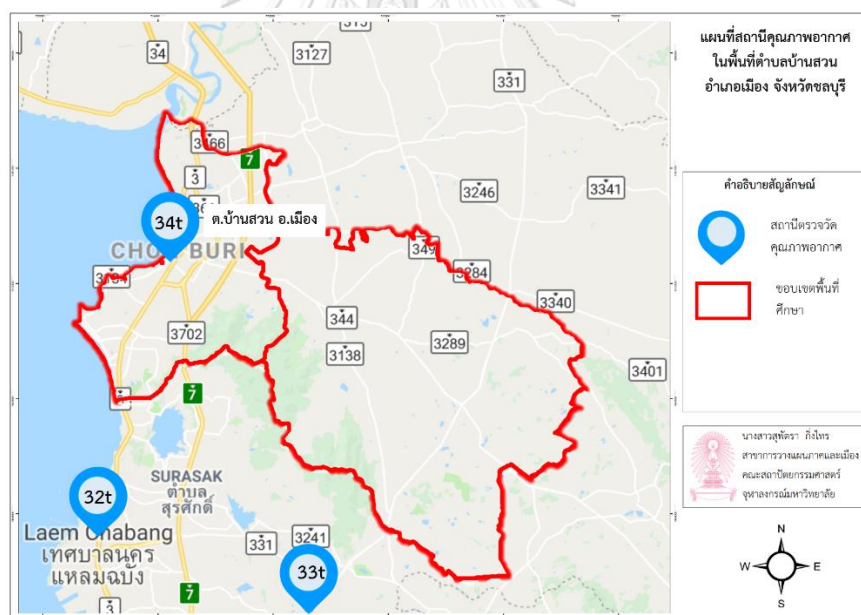 34
3127
331
3466
7
3
3246
3341
34t
ต.บ้านสวน อ.เมือง
CHON BURI
349
3284
3340
344
3702
3289
3138
3401
7
32t
SURASAK
ตำบล
สุรศักดิ์
Laem Chabang
เทศบาลนคร
แหลมฉบัง
331
3241
33t
7
3
แผนที่สถานีคุณภาพอากาศ
ในพื้นที่ตำบลบ้านสวน
อำเภอเมือง จังหวัดชลบุรี
คำอธิบายสัญลักษณ์
สถานีตรวจวัด
คุณภาพอากาศ
ขอบเขตพื้นที่
ศึกษา
นางสาวสุพัตรา กิ่งไทร
สาขาการวางแผนภาคและเมือง
คณะสถาปัตยกรรมศาสตร์
จุฬาลงกรณ์มหาวิทยาลัย
N
W E
S